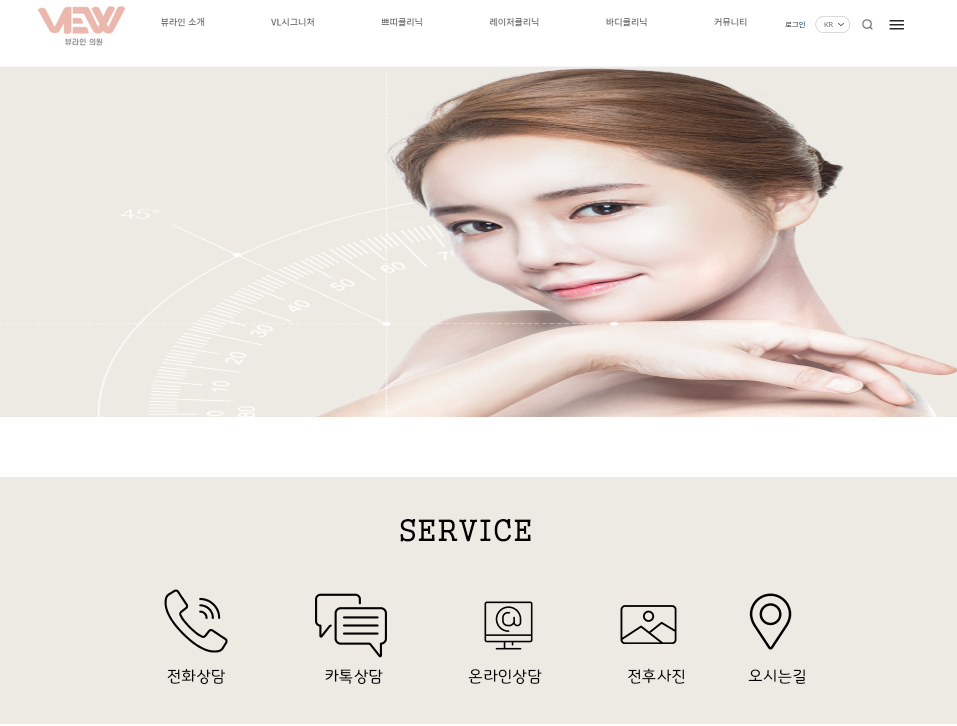 VIEW
뷰라인 의원
뷰라인 소개
VL시그니처
쁘띠클리닉
레이저클리닉
바디클리닉
커뮤니티
로그인
KR
45°
70
60
50
40
30
20
10
80
SERVICE
전화상담
카톡상담
온라인상담
전후사진
오시는길